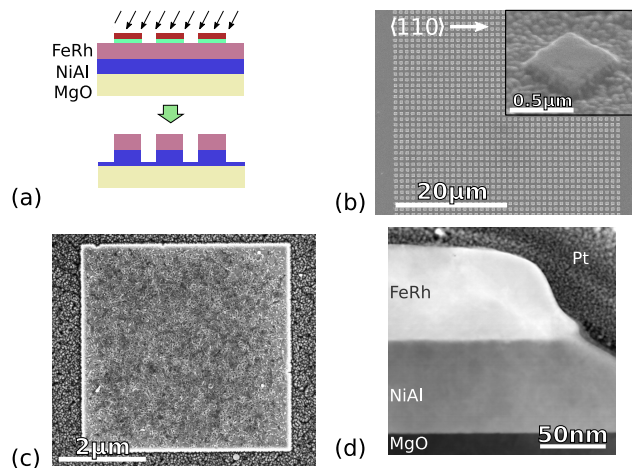 FeRh
NiAl
MgO
(a)
⟨110⟩
0.5μm
20μm
(b)
2μm
(c)
Pt
FeRh
NiAl
MgO
50nm
(d)